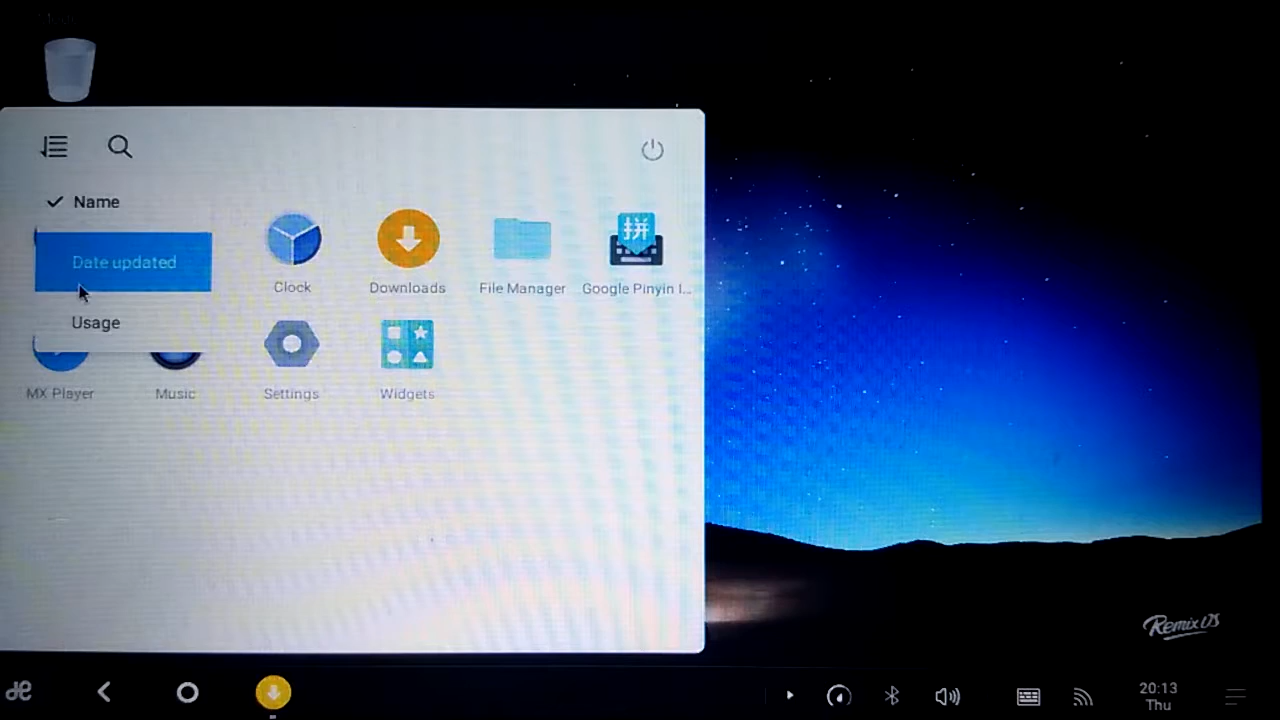 Name
Date updated
Usage
Clock
Downloads
File Manager
拼
Google Pinyin I...
MX Player
Music
Settings
Widgets
Remix OS
20:13
Thu